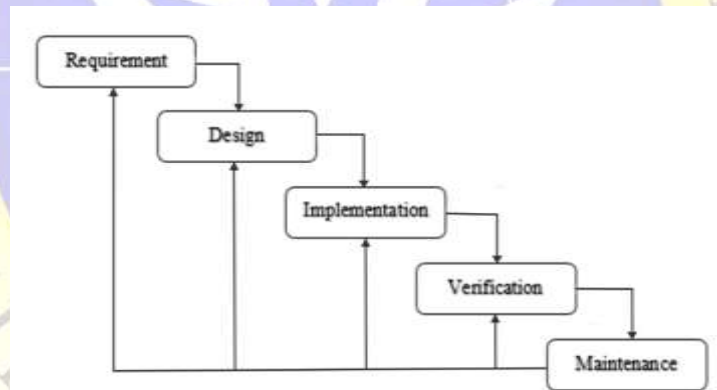 Requirement
Design
Implementation
Verification
Maintenance